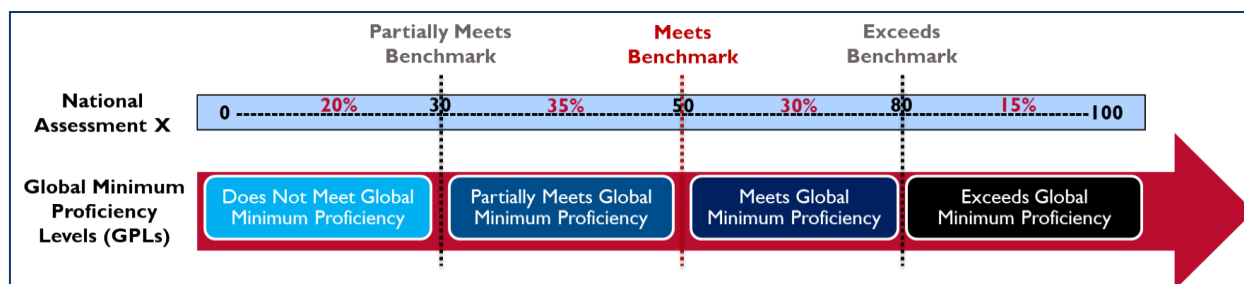 Partially Meets
Benchmark
Meets
Benchmark
Exceeds
Benchmark
National
Assessment X
0 20% 30 35% 50 30% 80 15% 100
Global Minimum
Proficiency
Levels (GPLs)
Does Not Meet Global
Minimum Proficiency
Partially Meets Global
Minimum Proficiency
Meets Global
Minimum Proficiency
Exceeds Global
Minimum Proficiency